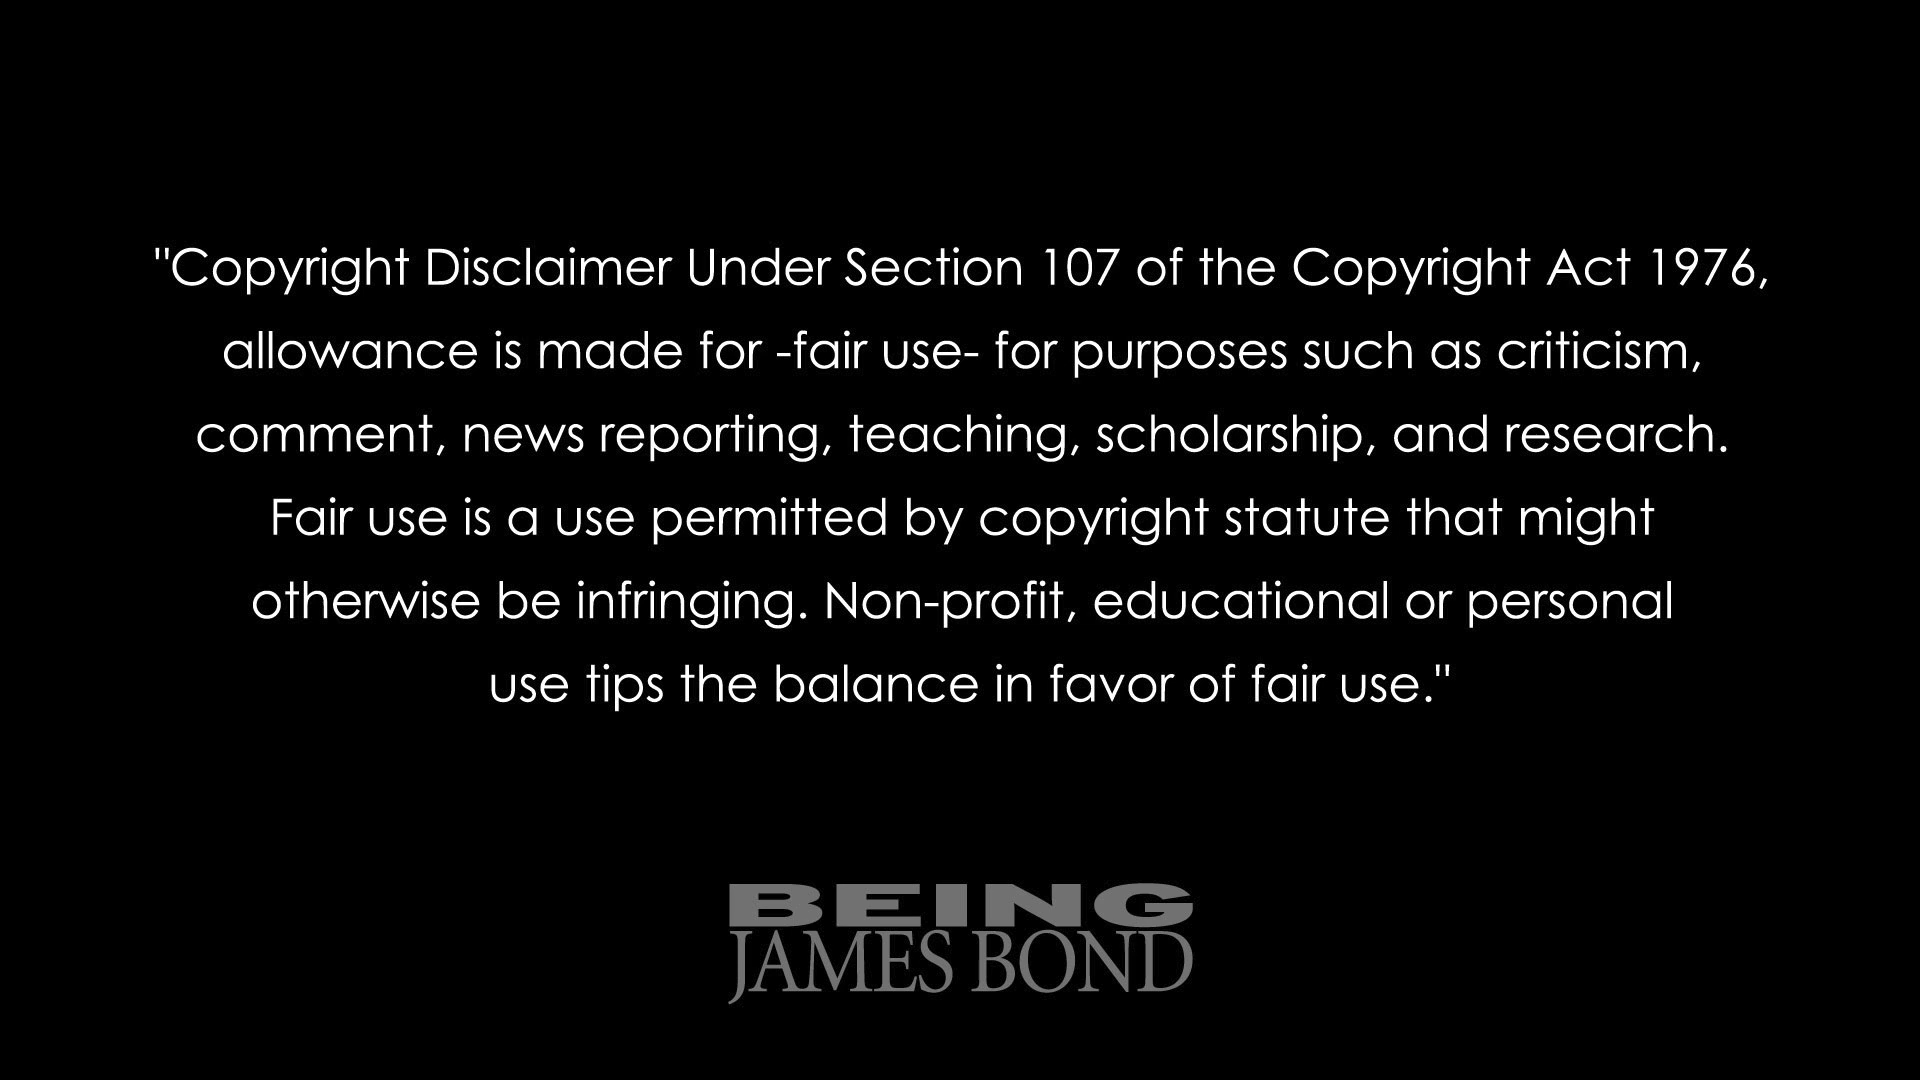 "Copyright Disclaimer Under Section 107 of the Copyright Act 1976,
allowance is made for -fair use- for purposes such as criticism,
comment, news reporting, teaching, scholarship, and research.
Fair use is a use permitted by copyright statute that might
otherwise be infringing. Non-profit, educational or personal
use tips the balance in favor of fair use."
BEING
JAMES BOND